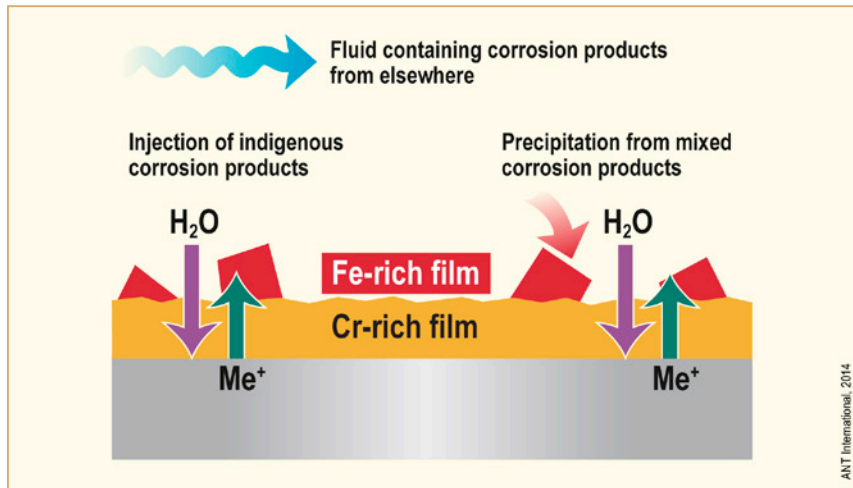 Fluid containing corrosion products
from elsewhere
Injection of indigenous
corrosion products
Precipitation from mixed
corrosion products
H₂O
H₂O
Fe-rich film
Cr-rich film
Me⁺
Me⁺
ANT International, 2014